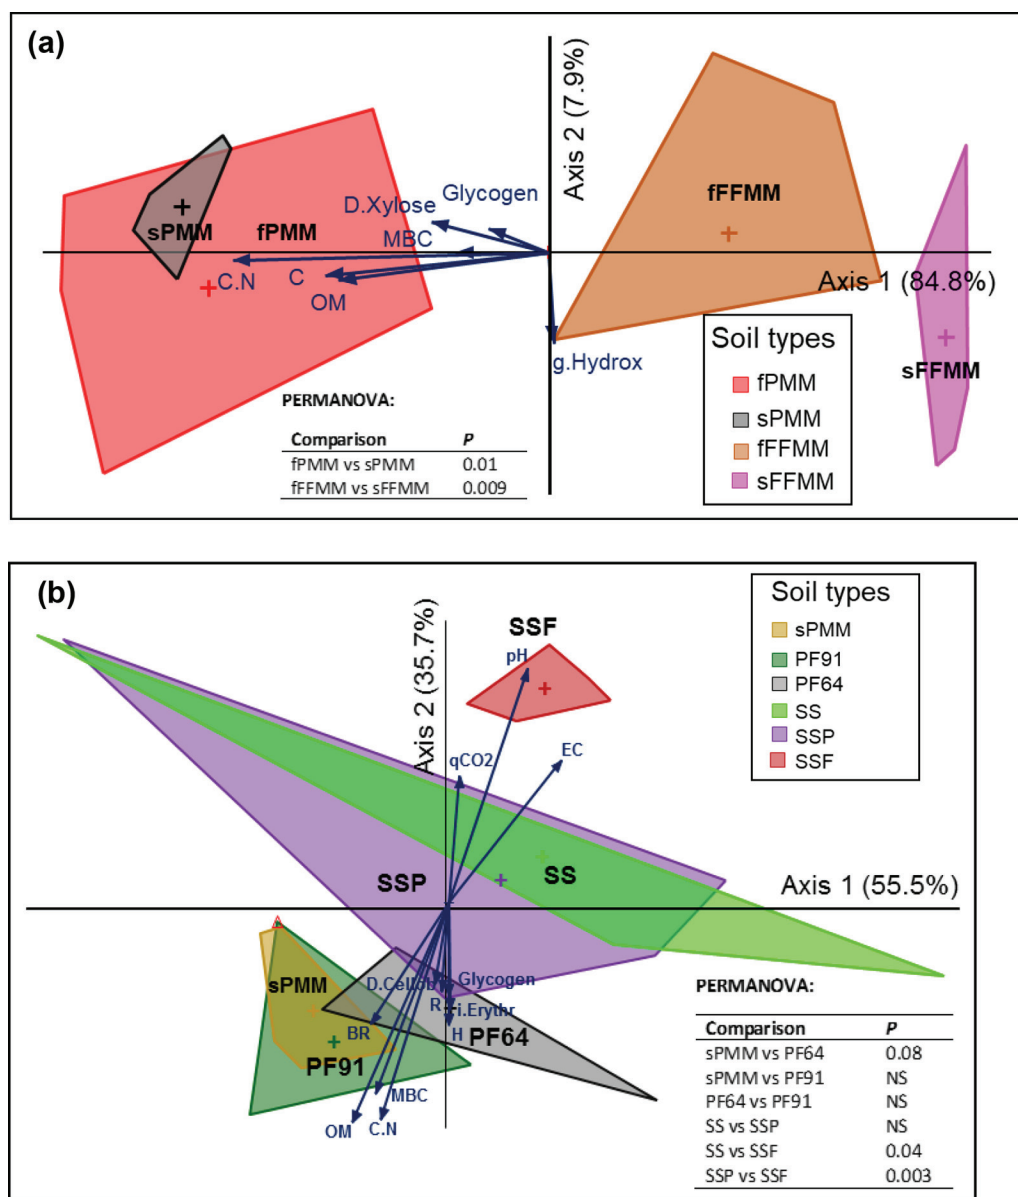 (a)
Axis 2 (7.9%)
fFFMM
Glycogen
D.Xylose
sPMM
fPMM
MBC
C.N
C
OM
Axis 1 (84.8%)
g.Hydrox
sFFMM
Soil types
fPMM
sPMM
fFFMM
sFFMM
PERMANOVA:
Comparison P
fPMM vs sPMM 0.01
fFFMM vs sFFMM 0.009
(b)
Axis 2 (35.7%)
SSF
pH
Soil types
sPMM
PF91
PF64
SS
SSP
SSF
qCO2
EC
SSP
SS
Axis 1 (55.5%)
sPMM
D.Cellob
Glycogen
R
i.Erythr
BR
H
PF64
PF91
MBC
OM
C.N
PERMANOVA:
Comparison P
sPMM vs PF64 0.08
sPMM vs PF91 NS
PF64 vs PF91 NS
SS vs SSP NS
SS vs SSF 0.04
SSP vs SSF 0.003